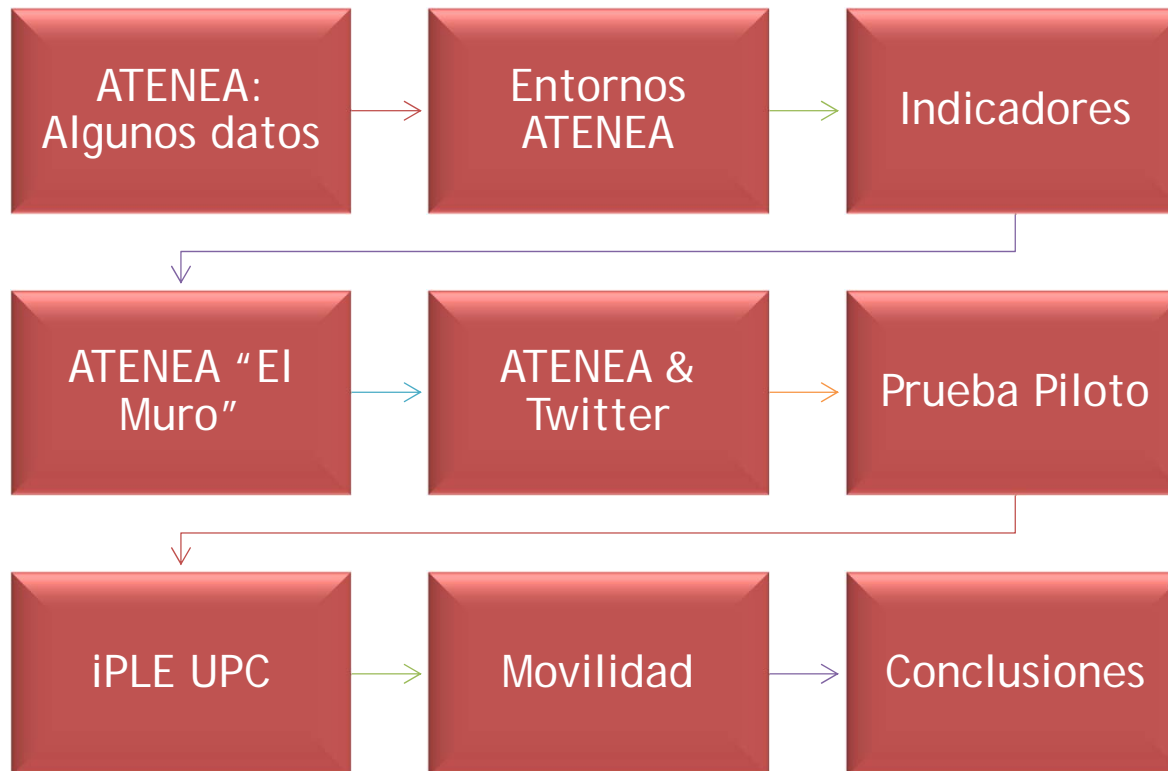 ATENEA:
Algunos datos
Entornos
ATENEA
Indicadores
ATENEA “El
Muro”
ATENEA &
Twitter
Prueba Piloto
iPLE UPC
Movilidad
Conclusiones